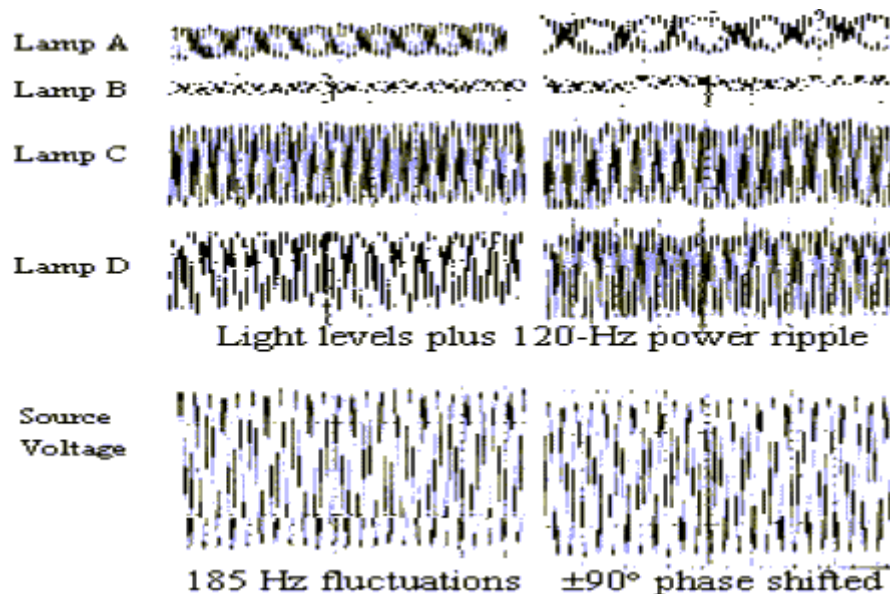 Lamp A
Lamp B
Lamp C
Lamp D
Light levels plus 120-Hz power ripple
Source
Voltage
185 Hz fluctuations
±90° phase shifted